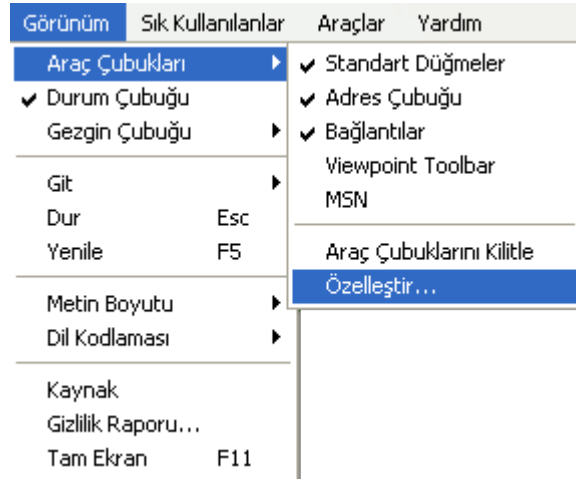 Görünüm Sık Kullanılanlar Araçlar Yardım
Araç Çubukları
Durum Çubuğu
Gezgin Çubuğu
Git
Dur Esc
Yenile F5
Metin Boyutu
Dil Kodlaması
Kaynak
Gizlilik Raporu...
Tam Ekran F11
Standart Düğmeler
Adres Çubuğu
Bağlantılar
Viewpoint Toolbar
MSN
Araç Çubuklarını Kilitle
Özelleştir...